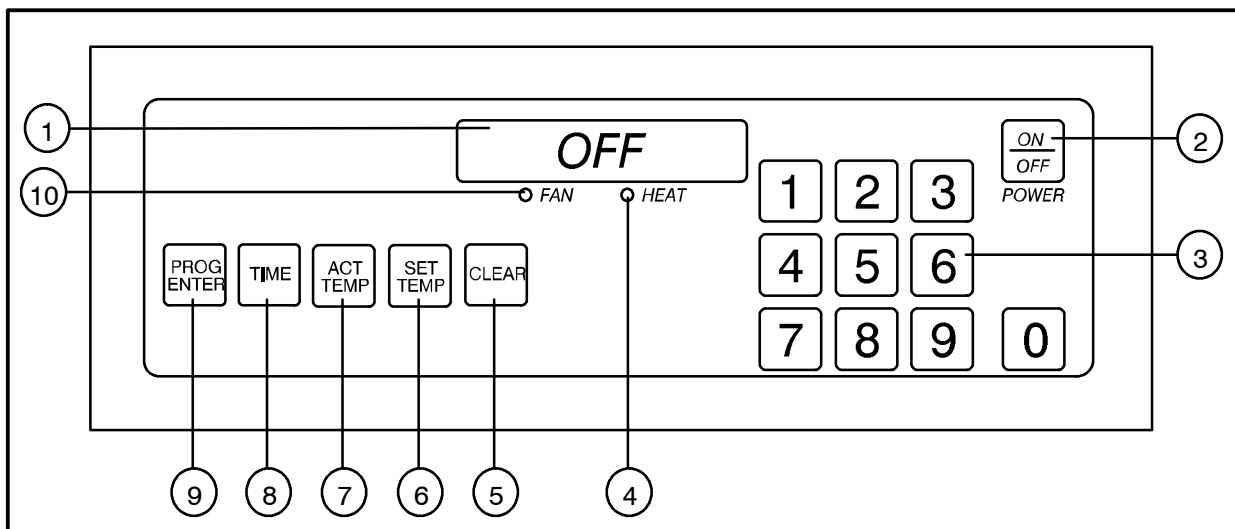 1
OFF
ON
OFF
POWER
2
10
FAN
HEAT
1 2 3
4 5 6
3
7 8 9 0
PROG
ENTER
TIME
ACT
TEMP
SET
TEMP
CLEAR
9 8 7 6 5 4